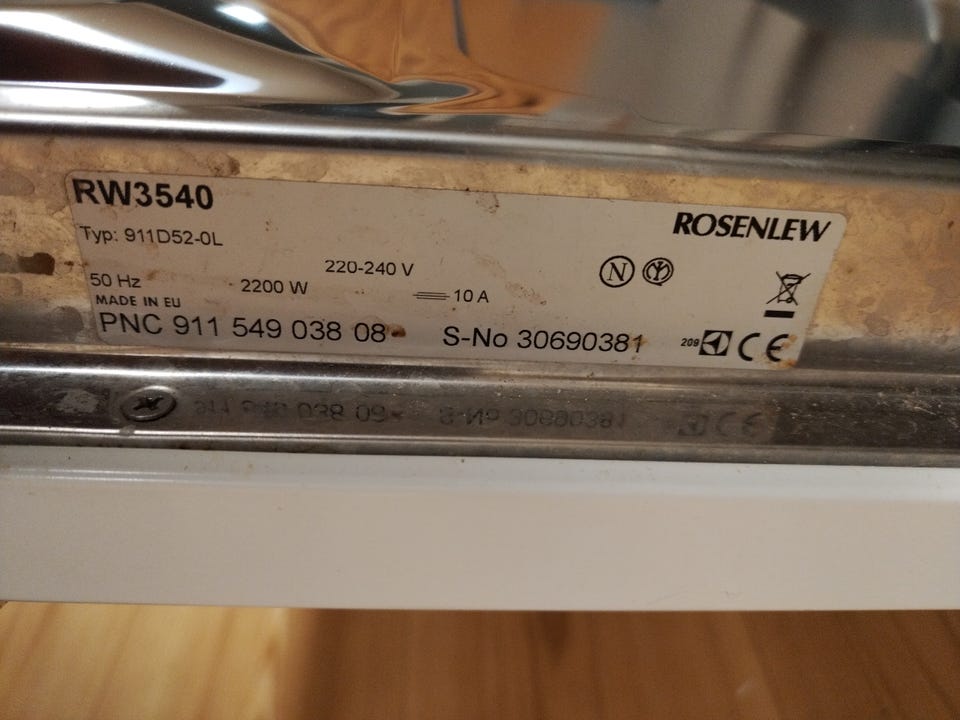 RW3540
ROSENLEW
Typ: 911D52-0L
220-240 V
50 Hz 2200 W 10 A
MADE IN EU
PNC 911 549 038 08 S-No 30690381 209 CE
N